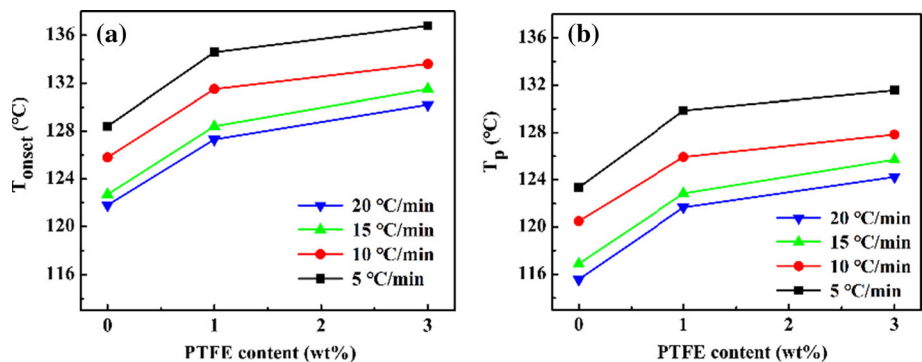 (a)
T_onset (℃)
136
132
128
124
120
116
20 ℃/min
15 ℃/min
10 ℃/min
5 ℃/min
0 1 2 3
PTFE content (wt%)
(b)
T_p (℃)
136
132
128
124
120
116
20 ℃/min
15 ℃/min
10 ℃/min
5 ℃/min
0 1 2 3
PTFE content (wt%)